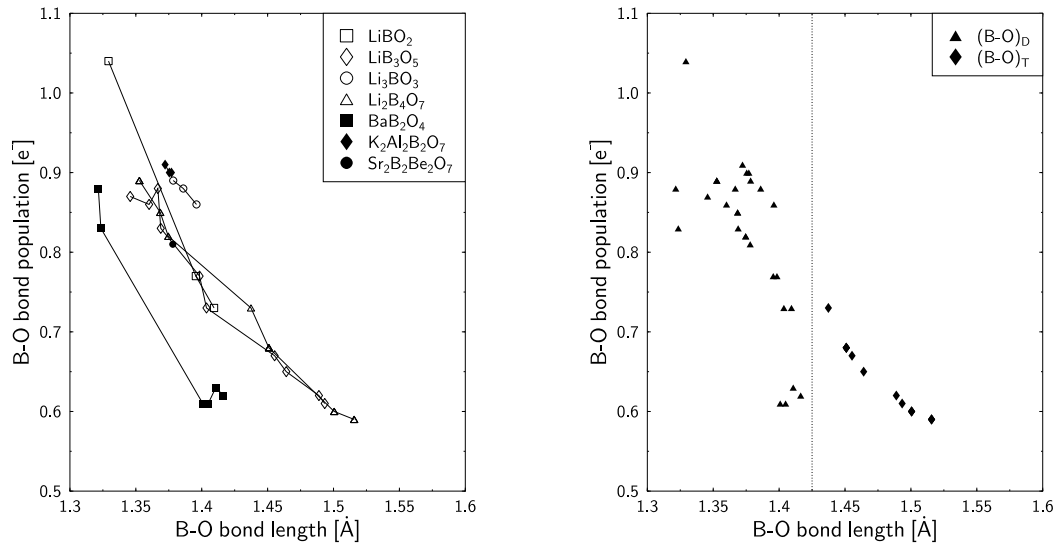 1.1
1.0
0.9
0.8
0.7
0.6
0.5
B-O bond population [e⁻]
1.3 1.35 1.4 1.45 1.5 1.55 1.6
B-O bond length [Å]
LiBO₂
LiB₃O₅
Li₃BO₃
Li₂B₄O₇
BaB₂O₄
K₂Al₂B₂O₇
Sr₂B₂Be₂O₇
1.1
1.0
0.9
0.8
0.7
0.6
0.5
B-O bond population [e⁻]
1.3 1.35 1.4 1.45 1.5 1.55 1.6
B-O bond length [Å]
(B-O)D
(B-O)T